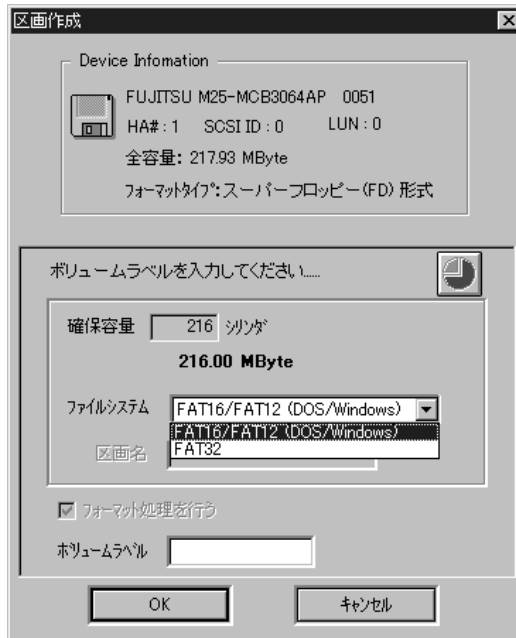 区画作成
Device Infomation
FUJITSU M25-MCB3064AP 0051
HA# : 1 SCSI ID : 0 LUN : 0
全容量: 217.93 MByte
ﾌｫｰﾏｯﾄﾀｲﾌﾟ:スーパーフロッピー(FD) 形式
ボリュームラベルを入力してください.....
確保容量 216 ｼﾘﾝﾀﾞ
216.00 MByte
ﾌｧｲﾙｼｽﾃﾑ FAT16/FAT12 (DOS/Windows)
FAT16/FAT12 (DOS/Windows)
区画名 FAT32
ﾌｫｰﾏｯﾄ処理を行う
ﾎﾞﾘｭｰﾑﾗﾍﾞﾙ
OK ｷｬﾝｾﾙ